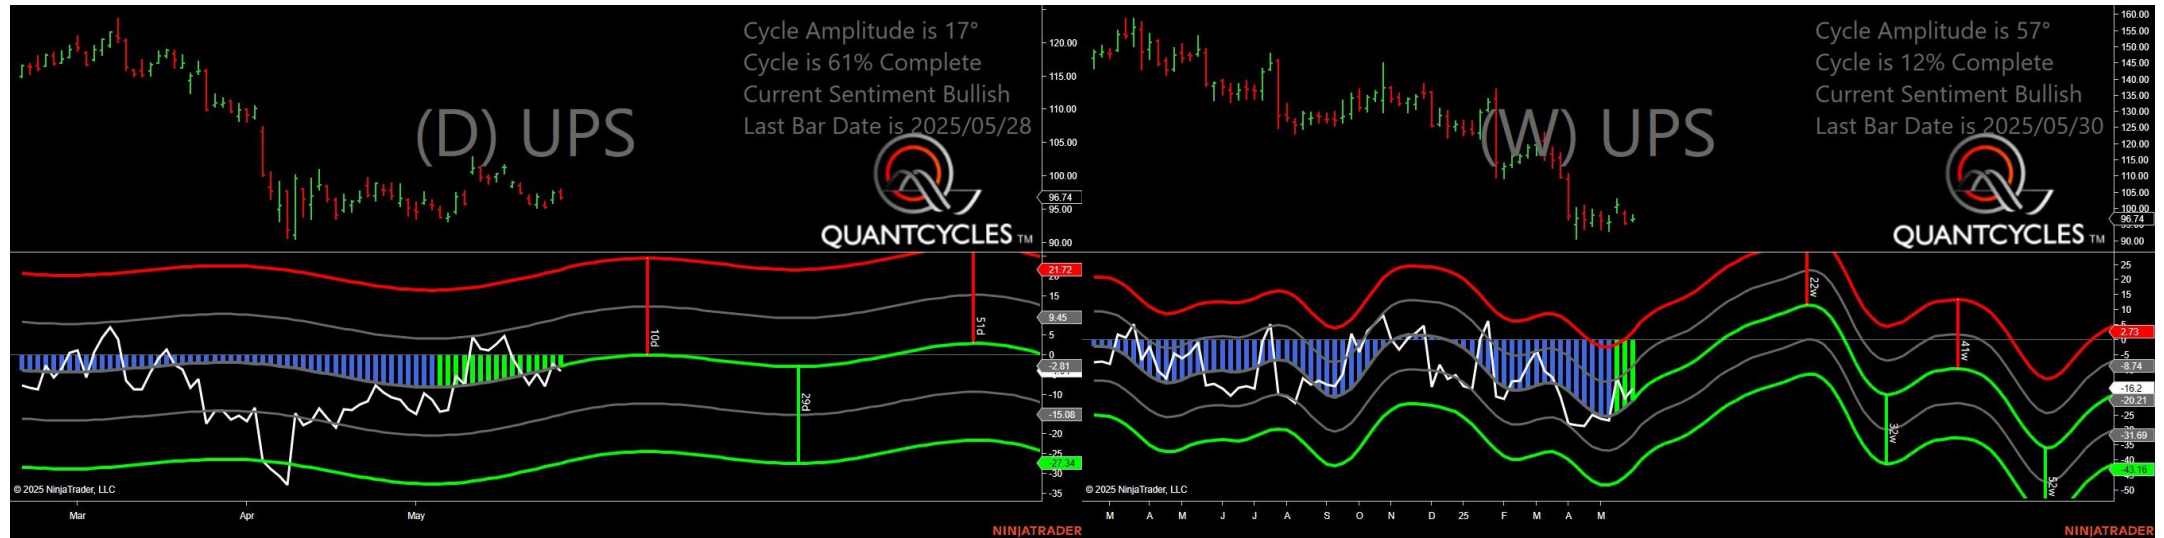 Cycle Amplitude is 17°
Cycle is 61% Complete
Current Sentiment Bullish
Last Bar Date is 2025/05/28
(D) UPS
QUANTCYCLES TM
120.00
115.00
110.00
105.00
100.00
96.74
95.00
90.00
21.72
20
15
9.45
5
0
-2.81
-10
-15.08
-20
-25
-27.34
-30
-35
10d
29d
51d
© 2025 NinjaTrader, LLC
Mar
Apr
May
NINJATRADER
Cycle Amplitude is 57°
Cycle is 12% Complete
Current Sentiment Bullish
Last Bar Date is 2025/05/30
(W) UPS
QUANTCYCLES TM
160.00
155.00
150.00
145.00
140.00
135.00
130.00
125.00
120.00
115.00
110.00
105.00
100.00
96.74
90.00
25
20
15
10
5
2.73
0
-5
-8.74
-16.2
-20.21
-25
-31.69
-35
-40
-43.16
-50
22w
32w
41w
52w
© 2025 NinjaTrader, LLC
M A M J J A S O N D 25 F M A M
NINJATRADER